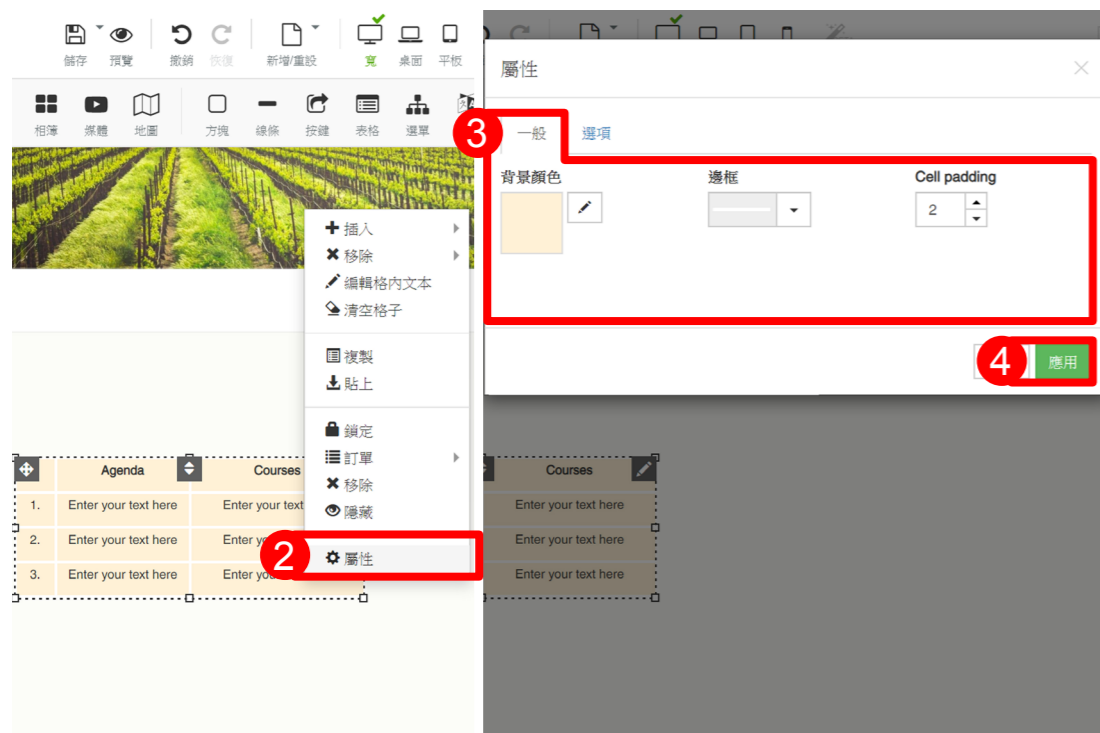 儲存 預覽 撤銷 恢復 新增/重設 寬 桌面 平板
相簿 媒體 地圖 方塊 線條 按鍵 表格 選單
插入
移除
編輯格內文本
清空格子
複製
貼上
鎖定
訂單
移除
隱藏
2 屬性
Agenda Courses
1. Enter your text here Enter your text
2. Enter your text here Enter yo
3. Enter your text here Enter yo
屬性
3 一般 選項
背景顏色 邊框 Cell padding
2
4 應用
Courses
Enter your text here
Enter your text here
Enter your text here